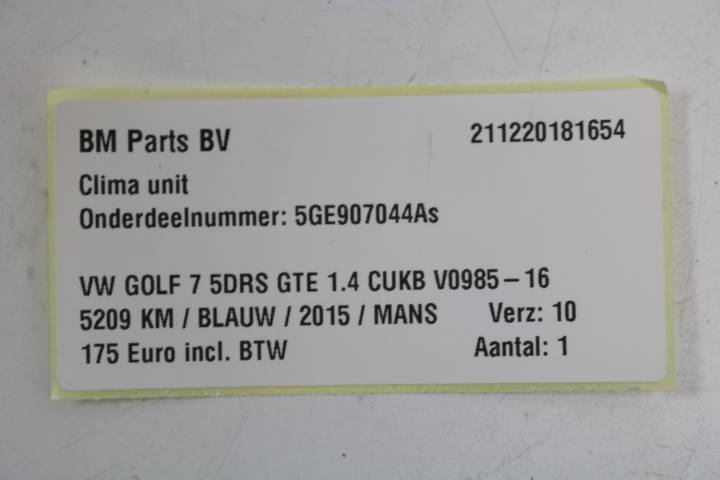 BM Parts BV 211220181654
Clima unit
Onderdeelnummer: 5GE907044As
VW GOLF 7 5DRS GTE 1.4 CUKB V0985-16
5209 KM / BLAUW / 2015 / MANS Verz: 10
175 Euro incl. BTW Aantal: 1